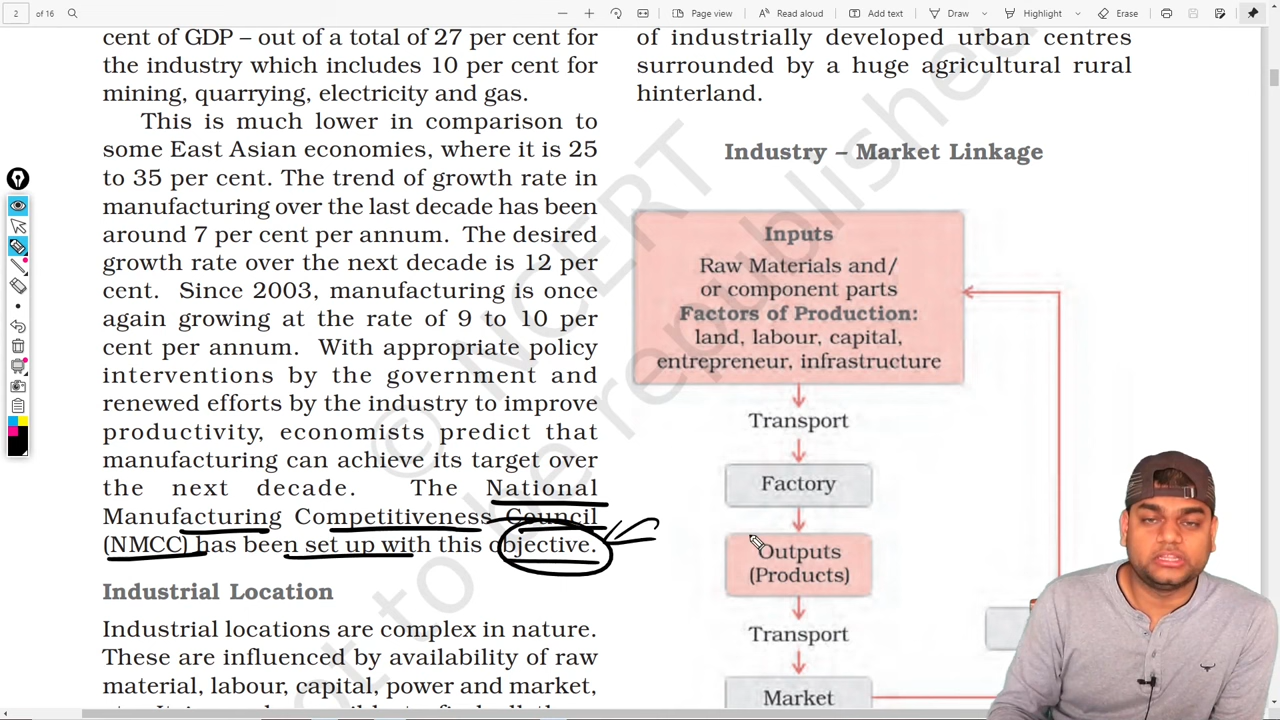 2 of 16
Page view
Read aloud
Add text
Draw
Highlight
Erase
cent of GDP – out of a total of 27 per cent for
the industry which includes 10 per cent for
mining, quarrying, electricity and gas.
This is much lower in comparison to
some East Asian economies, where it is 25
to 35 per cent. The trend of growth rate in
manufacturing over the last decade has been
around 7 per cent per annum. The desired
growth rate over the next decade is 12 per
cent. Since 2003, manufacturing is once
again growing at the rate of 9 to 10 per
cent per annum. With appropriate policy
interventions by the government and
renewed efforts by the industry to improve
productivity, economists predict that
manufacturing can achieve its target over
the next decade. The National
Manufacturing Competitiveness Council
(NMCC) has been set up with this objective.
Industrial Location
Industrial locations are complex in nature.
These are influenced by availability of raw
material, labour, capital, power and market,
of industrially developed urban centres
surrounded by a huge agricultural rural
hinterland.
Industry – Market Linkage
Inputs
Raw Materials and/
or component parts
Factors of Production:
land, labour, capital,
entrepreneur, infrastructure
Transport
Factory
Outputs
(Products)
Transport
Market
© NCERT
not to be republished